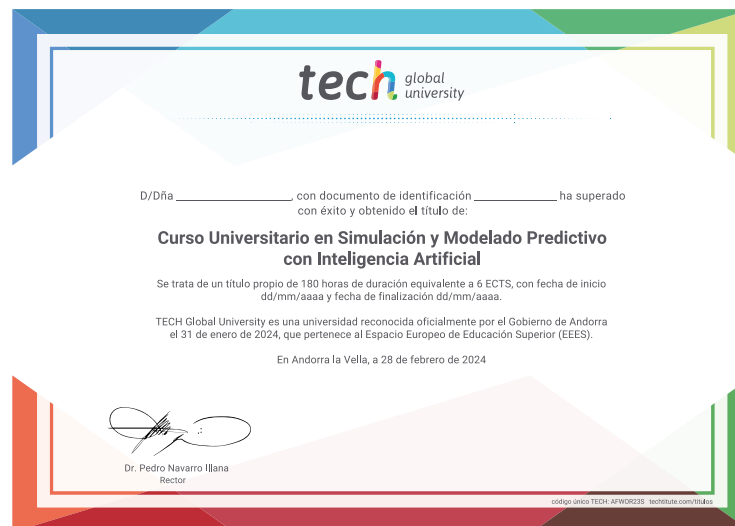 tech global university
D/Dña ____________________, con documento de identificación ______________ ha superado
con éxito y obtenido el título de:
Curso Universitario en Simulación y Modelado Predictivo
con Inteligencia Artificial
Se trata de un título propio de 180 horas de duración equivalente a 6 ECTS, con fecha de inicio
dd/mm/aaaa y fecha de finalización dd/mm/aaaa.
TECH Global University es una universidad reconocida oficialmente por el Gobierno de Andorra
el 31 de enero de 2024, que pertenece al Espacio Europeo de Educación Superior (EEES).
En Andorra la Vella, a 28 de febrero de 2024
Dr. Pedro Navarro Illana
Rector
código único TECH: AFWOR235 techtitute.com/titulos